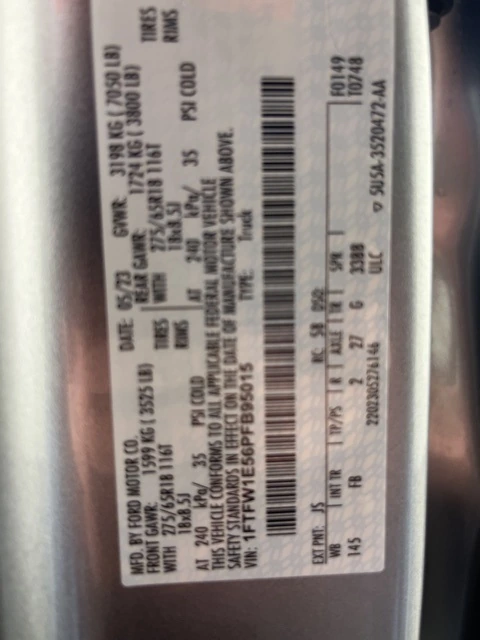 MFD. BY FORD MOTOR CO.
DATE: 05/23 GVWR: 3198 KG ( 7050 LB)
FRONT GAWR: 1599 KG ( 3525 LB) REAR GAWR: 1724 KG ( 3800 LB)
WITH 275/65R18 116T TIRES WITH 275/65R18 116T TIRES
18x8.5J RIMS 18x8.5J RIMS
AT 240 kPa/ 35 PSI COLD AT 240 kPa/ 35 PSI COLD
THIS VEHICLE CONFORMS TO ALL APPLICABLE FEDERAL MOTOR VEHICLE
SAFETY STANDARDS IN EFFECT ON THE DATE OF MANUFACTURE SHOWN ABOVE.
VIN: 1FTFW1E56PFB95015 TYPE: Truck
F0149
T0748
EXT PNT: JS RC: 58 DSO:
WB INT TR TP/PS R AXLE TR SPR
145 FB 2 27 G 3388
2202305276146 ULC
5U5A-3520472-AA